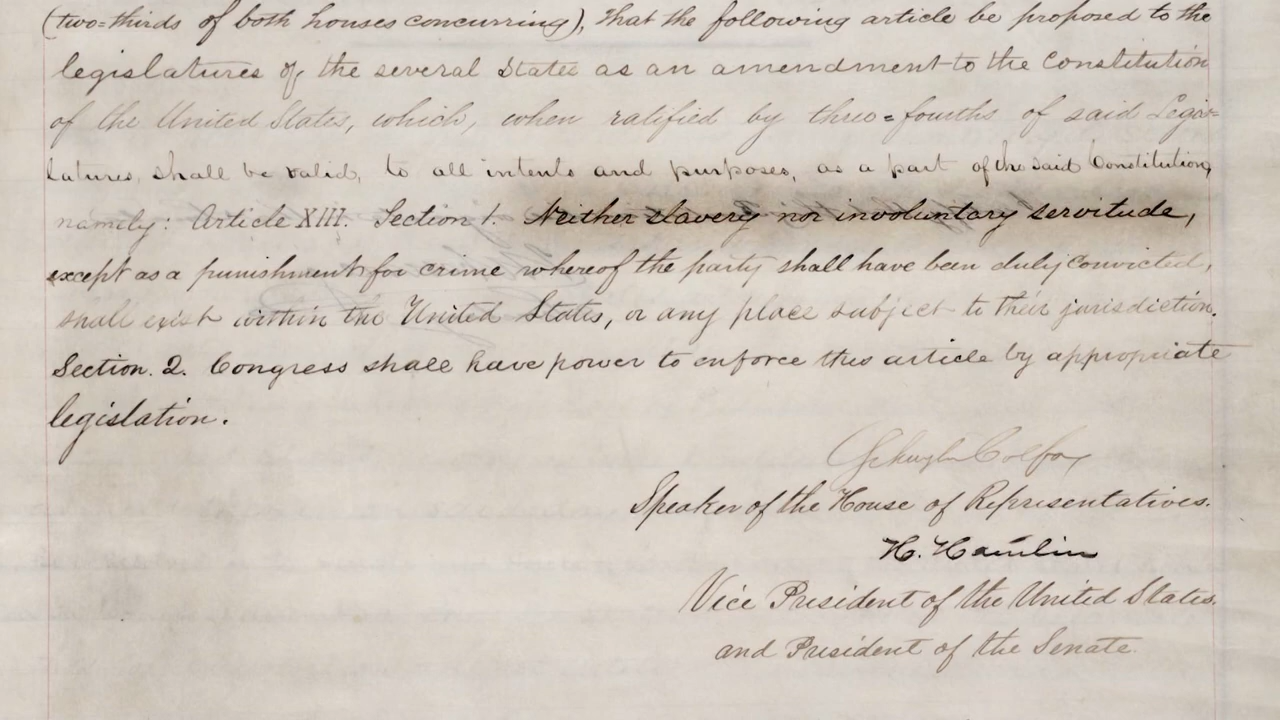 (two=thirds of both houses concurring), that the following article be proposed to the
legislatures of the several States as an amendment to the Constitution
of the United States, which, when ratified by three=fourths of said Legis=
latures, shall be valid, to all intents and purposes, as a part of the said Constitution,
namely: Article XIII. Section 1. Neither slavery nor involuntary servitude,
except as a punishment for crime whereof the party shall have been duly convicted,
shall exist within the United States, or any place subject to their jurisdiction.
Section. 2. Congress shall have power to enforce this article by appropriate
legislation.
Schuyler Colfax
Speaker of the House of Representatives.
H. Hamlin
Vice President of the United States,
and President of the Senate.